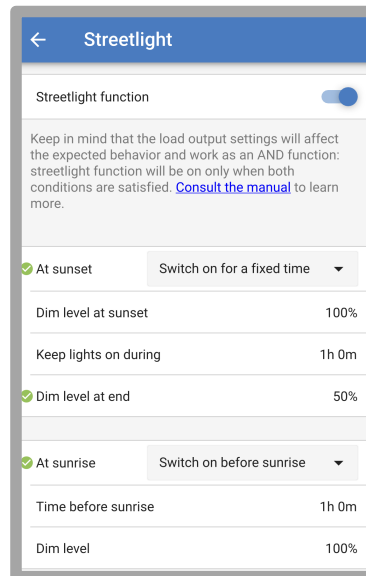 Streetlight
Streetlight function
Keep in mind that the load output settings will affect
the expected behavior and work as an AND function:
streetlight function will be on only when both
conditions are satisfied. Consult the manual to learn
more.
At sunset Switch on for a fixed time
Dim level at sunset 100%
Keep lights on during 1h 0m
Dim level at end 50%
At sunrise Switch on before sunrise
Time before sunrise 1h 0m
Dim level 100%